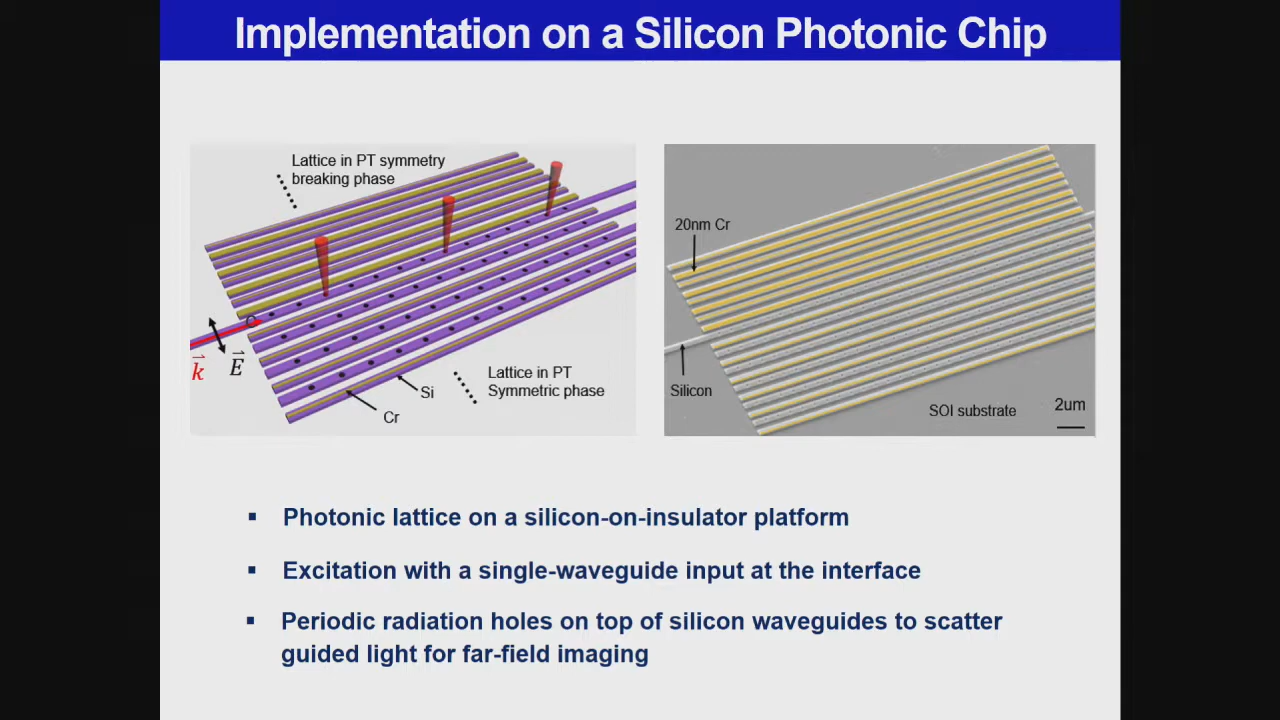 Implementation on a Silicon Photonic Chip
Lattice in PT symmetry
breaking phase
k
E
Si
Cr
Lattice in PT
Symmetric phase
20nm Cr
Silicon
SOI substrate
2um
▪ Photonic lattice on a silicon-on-insulator platform
▪ Excitation with a single-waveguide input at the interface
▪ Periodic radiation holes on top of silicon waveguides to scatter
guided light for far-field imaging